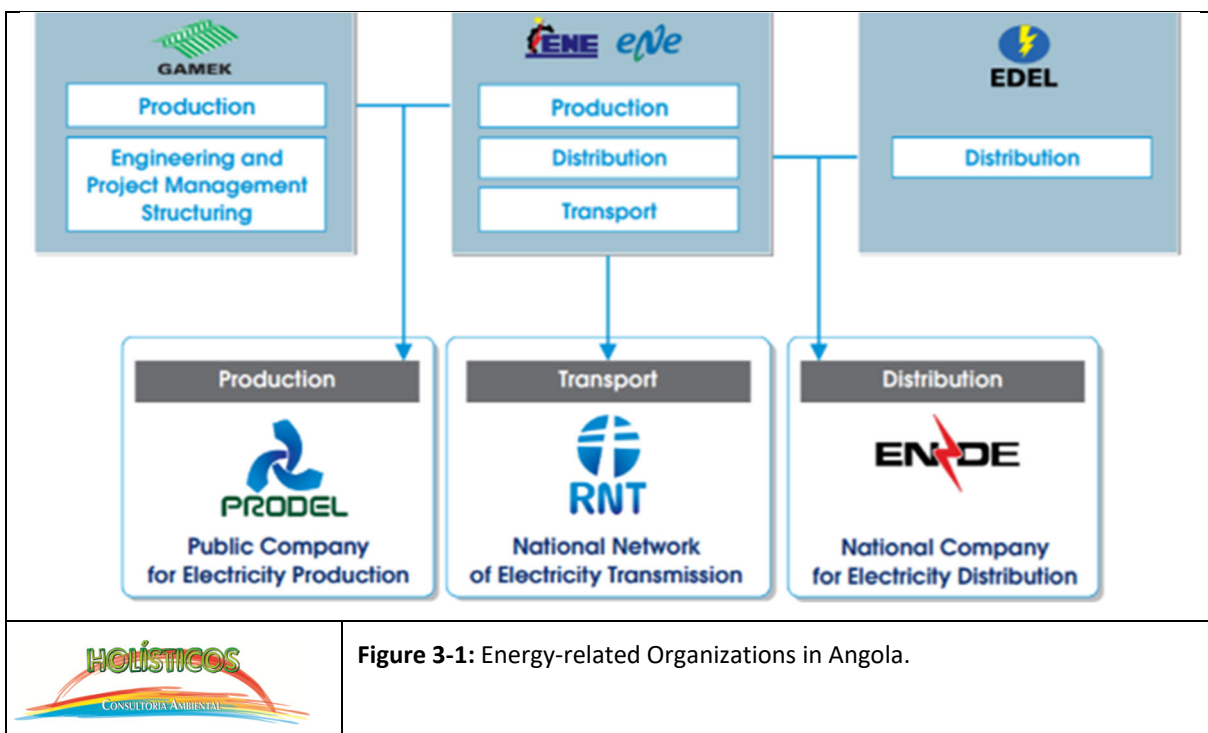 GAMEK
Production
Engineering and
Project Management
Structuring
ENE eNe
Production
Distribution
Transport
EDEL
Distribution
Production
PRODEL
Public Company
for Electricity Production
Transport
RNT
National Network
of Electricity Transmission
Distribution
ENDE
National Company
for Electricity Distribution
HOLÍSTICOS
CONSULTORIA AMBIENTAL
Figure 3-1: Energy-related Organizations in Angola.